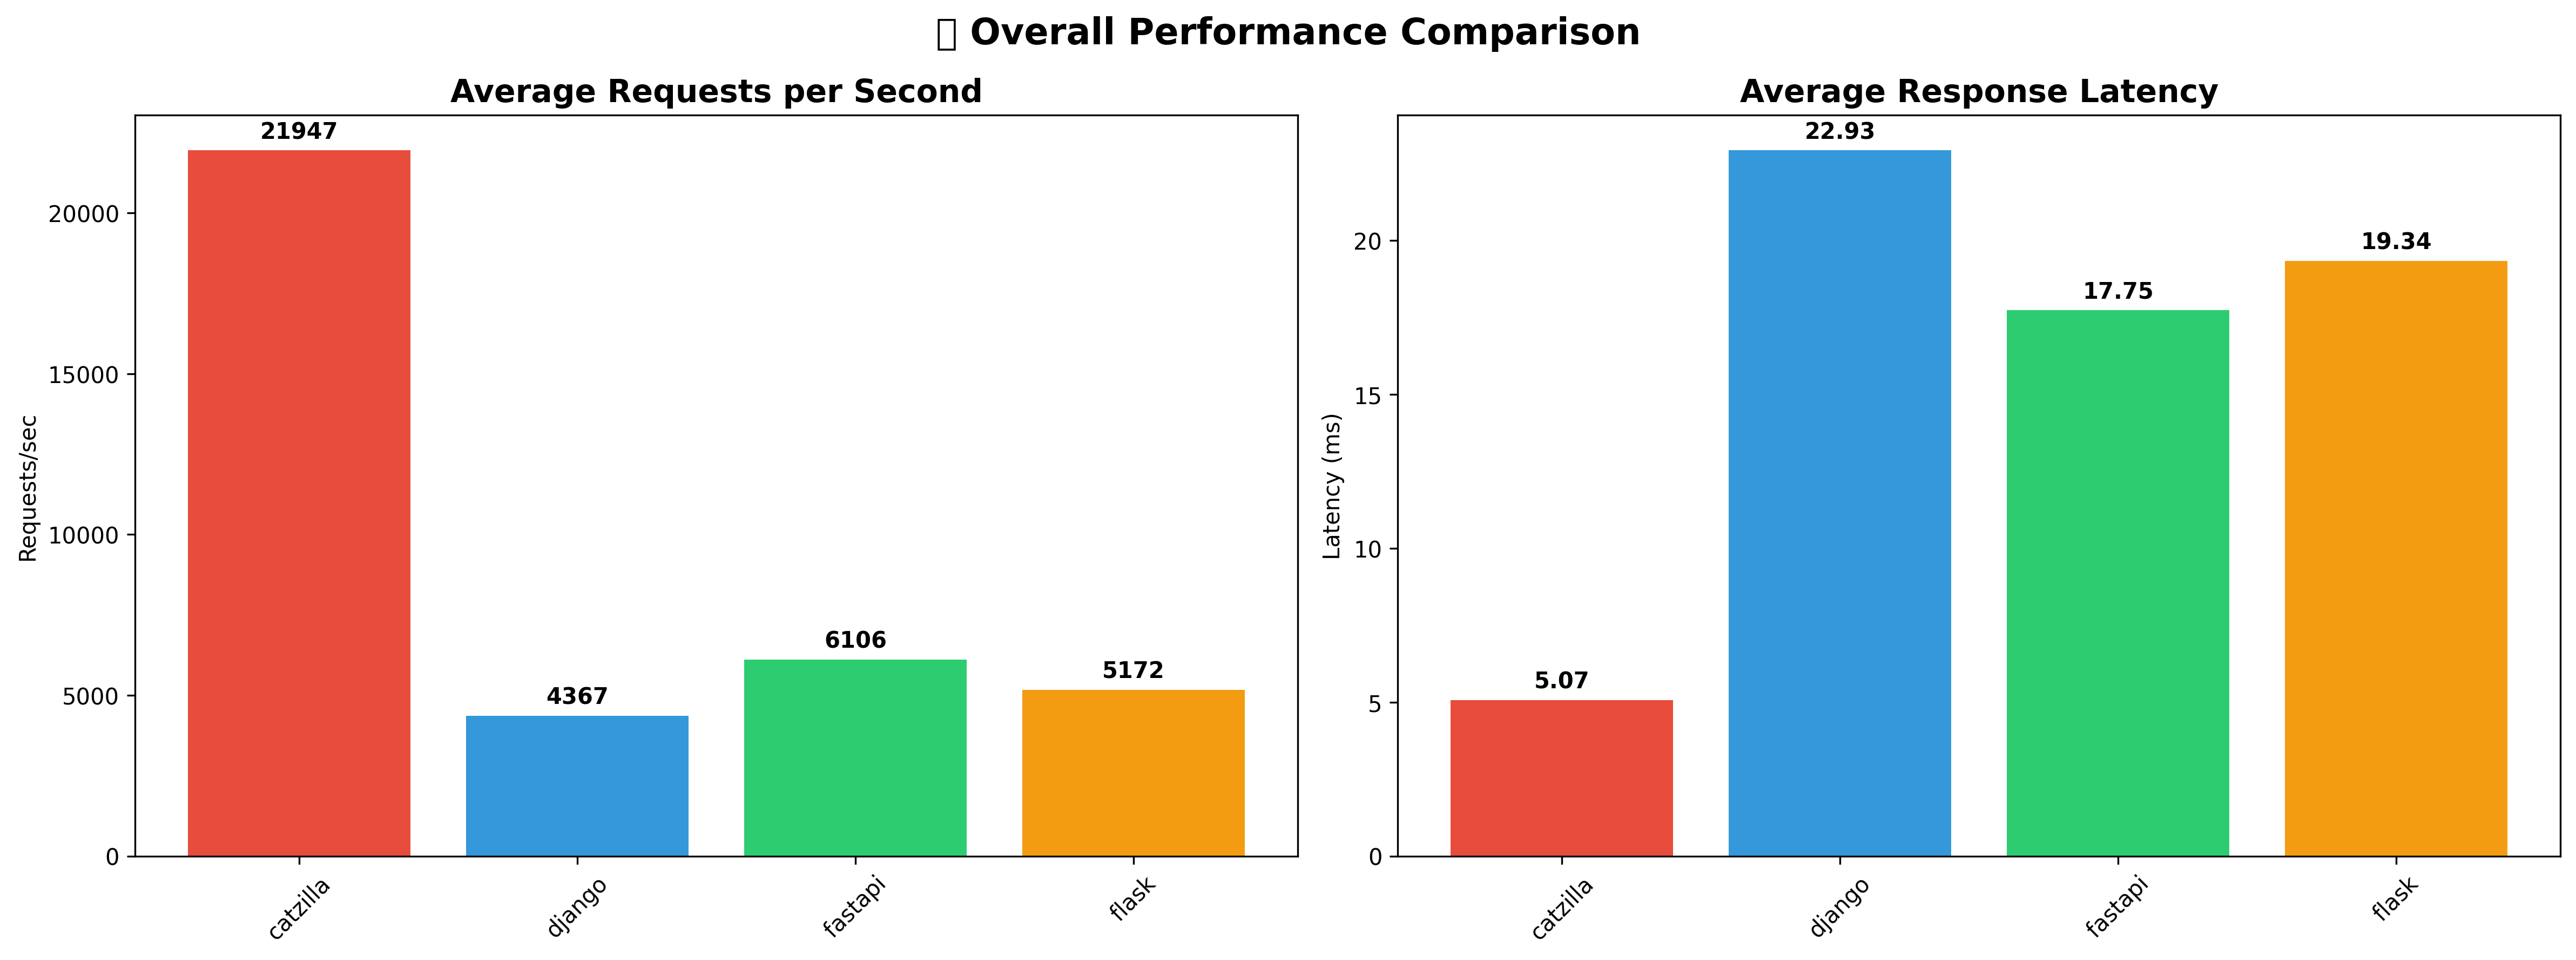 Overall Performance Comparison
Average Requests per Second
Requests/sec
20000
15000
10000
5000
0
21947
4367
6106
5172
catzilla
django
fastapi
flask
Average Response Latency
Latency (ms)
20
15
10
5
0
5.07
22.93
17.75
19.34
catzilla
django
fastapi
flask